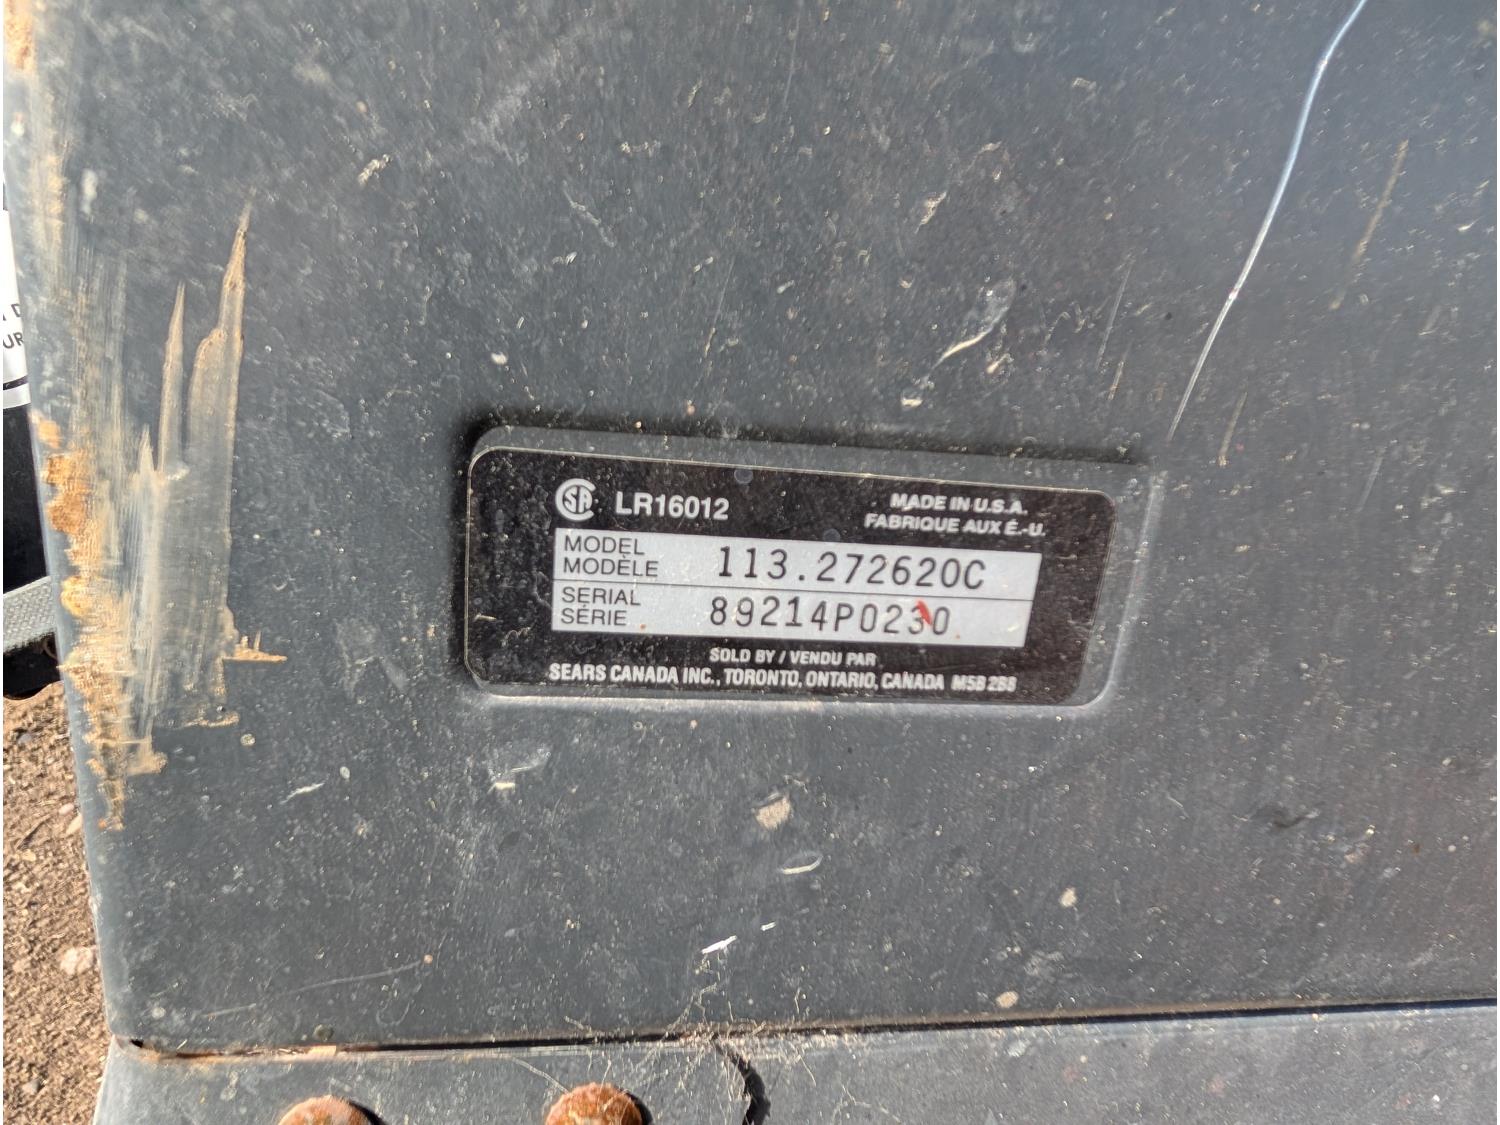 SA LR16012
MADE IN U.S.A.
FABRIQUE AUX É.-U.
MODEL
MODÈLE
113.272620C
SERIAL
SÉRIE
89214P0230
SOLD BY / VENDU PAR
SEARS CANADA INC., TORONTO, ONTARIO, CANADA M5B 2B8